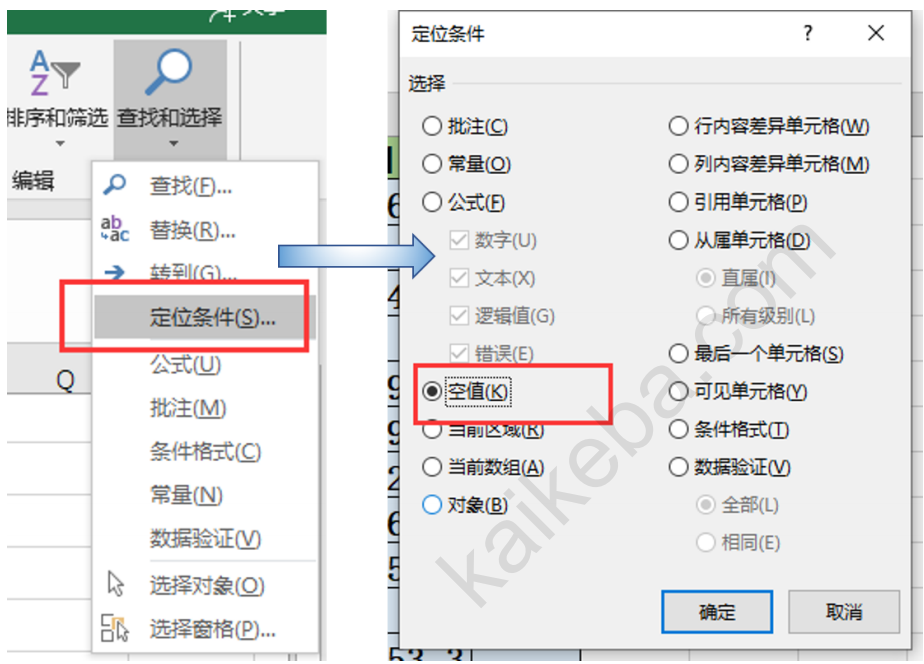 排序和筛选
查找和选择
编辑
查找(F)...
ab
ac
替换(R)...
转到(G)...
定位条件(S)...
公式(U)
批注(M)
条件格式(C)
常量(N)
数据验证(V)
选择对象(O)
选择窗格(P)...
Q
定位条件
?
选择
批注(C)
常量(O)
公式(F)
数字(U)
文本(X)
逻辑值(G)
错误(E)
空值(K)
当前区域(R)
当前数组(A)
对象(B)
行内容差异单元格(W)
列内容差异单元格(M)
引用单元格(P)
从属单元格(D)
直属(I)
所有级别(L)
最后一个单元格(S)
可见单元格(Y)
条件格式(T)
数据验证(V)
全部(L)
相同(E)
确定
取消
kaikeba.com